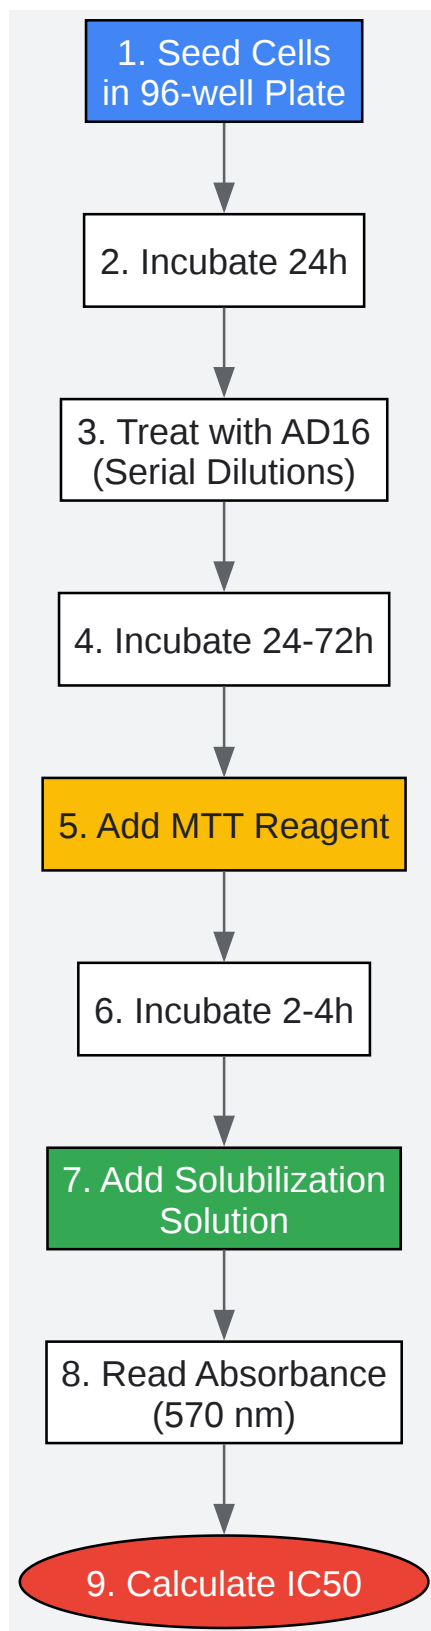 1. Seed Cells
in 96-well Plate
2. Incubate 24h
3. Treat with AD16
(Serial Dilutions)
4. Incubate 24-72h
5. Add MTT Reagent
6. Incubate 2-4h
7. Add Solubilization
Solution
8. Read Absorbance
(570 nm)
9. Calculate IC50